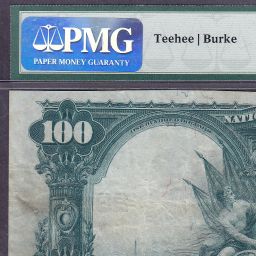 PMG
PAPER MONEY GUARANTY
Teehee | Burke
100